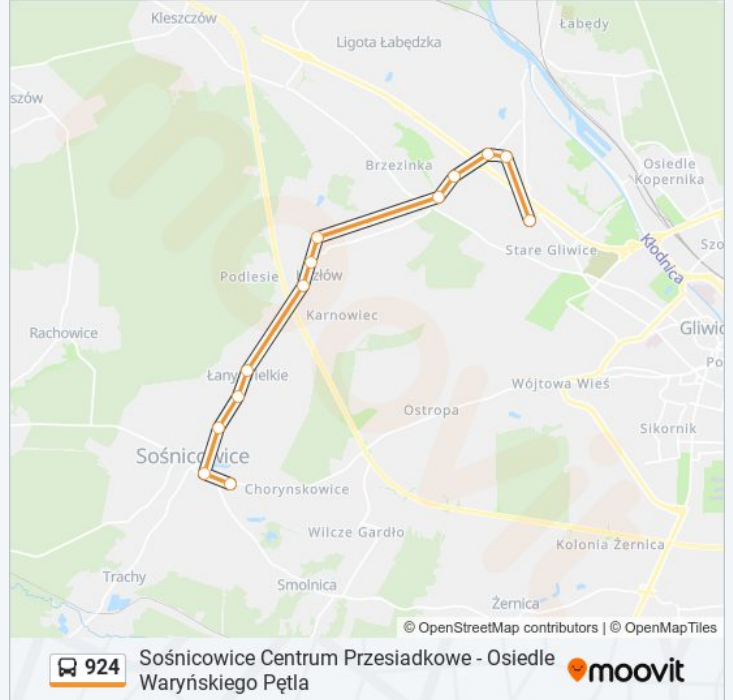 Kleszczów
Łabędy
Ligota Łabędzka
szów
Brzezinka
Osiedle
Kopernika
Stare Gliwice
Szo
Kłodnica
Podlesie
Karnowiec
Gliwic
Rachowice
Po
Łany Wielkie
Wójtowa Wieś
Ostropa
Sikornik
Sośnicowice
Chorynskowice
Wilcze Gardło
Kolonia Żernica
Trachy
Smolnica
Żernica
© OpenStreetMap contributors | © OpenMapTiles
924
Sośnicowice Centrum Przesiadkowe - Osiedle
Waryńskiego Pętla
moovit